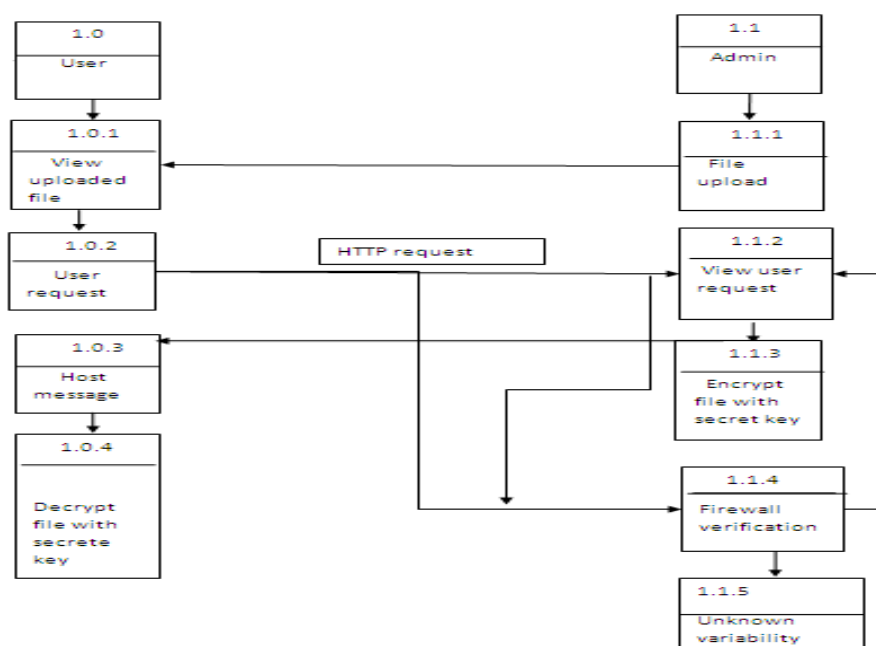 1.0
User
1.1
Admin
1.0.1
View
uploaded
file
1.1.1
File
upload
1.0.2
User
request
HTTP request
1.1.2
View user
request
1.0.3
Host
message
1.1.3
Encrypt
file with
secret key
1.0.4
Decrypt
file with
secrete
key
1.1.4
Firewall
verification
1.1.5
Unknown
variability